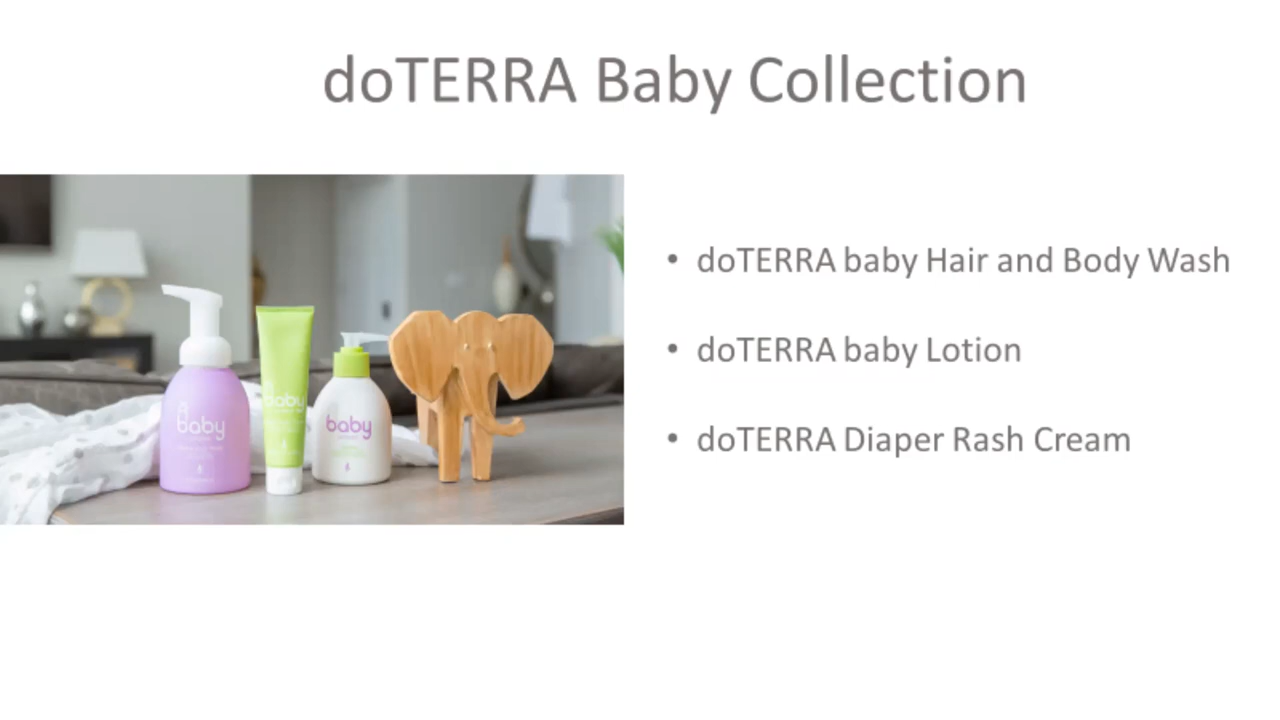 doTERRA Baby Collection
baby
baby
baby
• doTERRA baby Hair and Body Wash
• doTERRA baby Lotion
• doTERRA Diaper Rash Cream